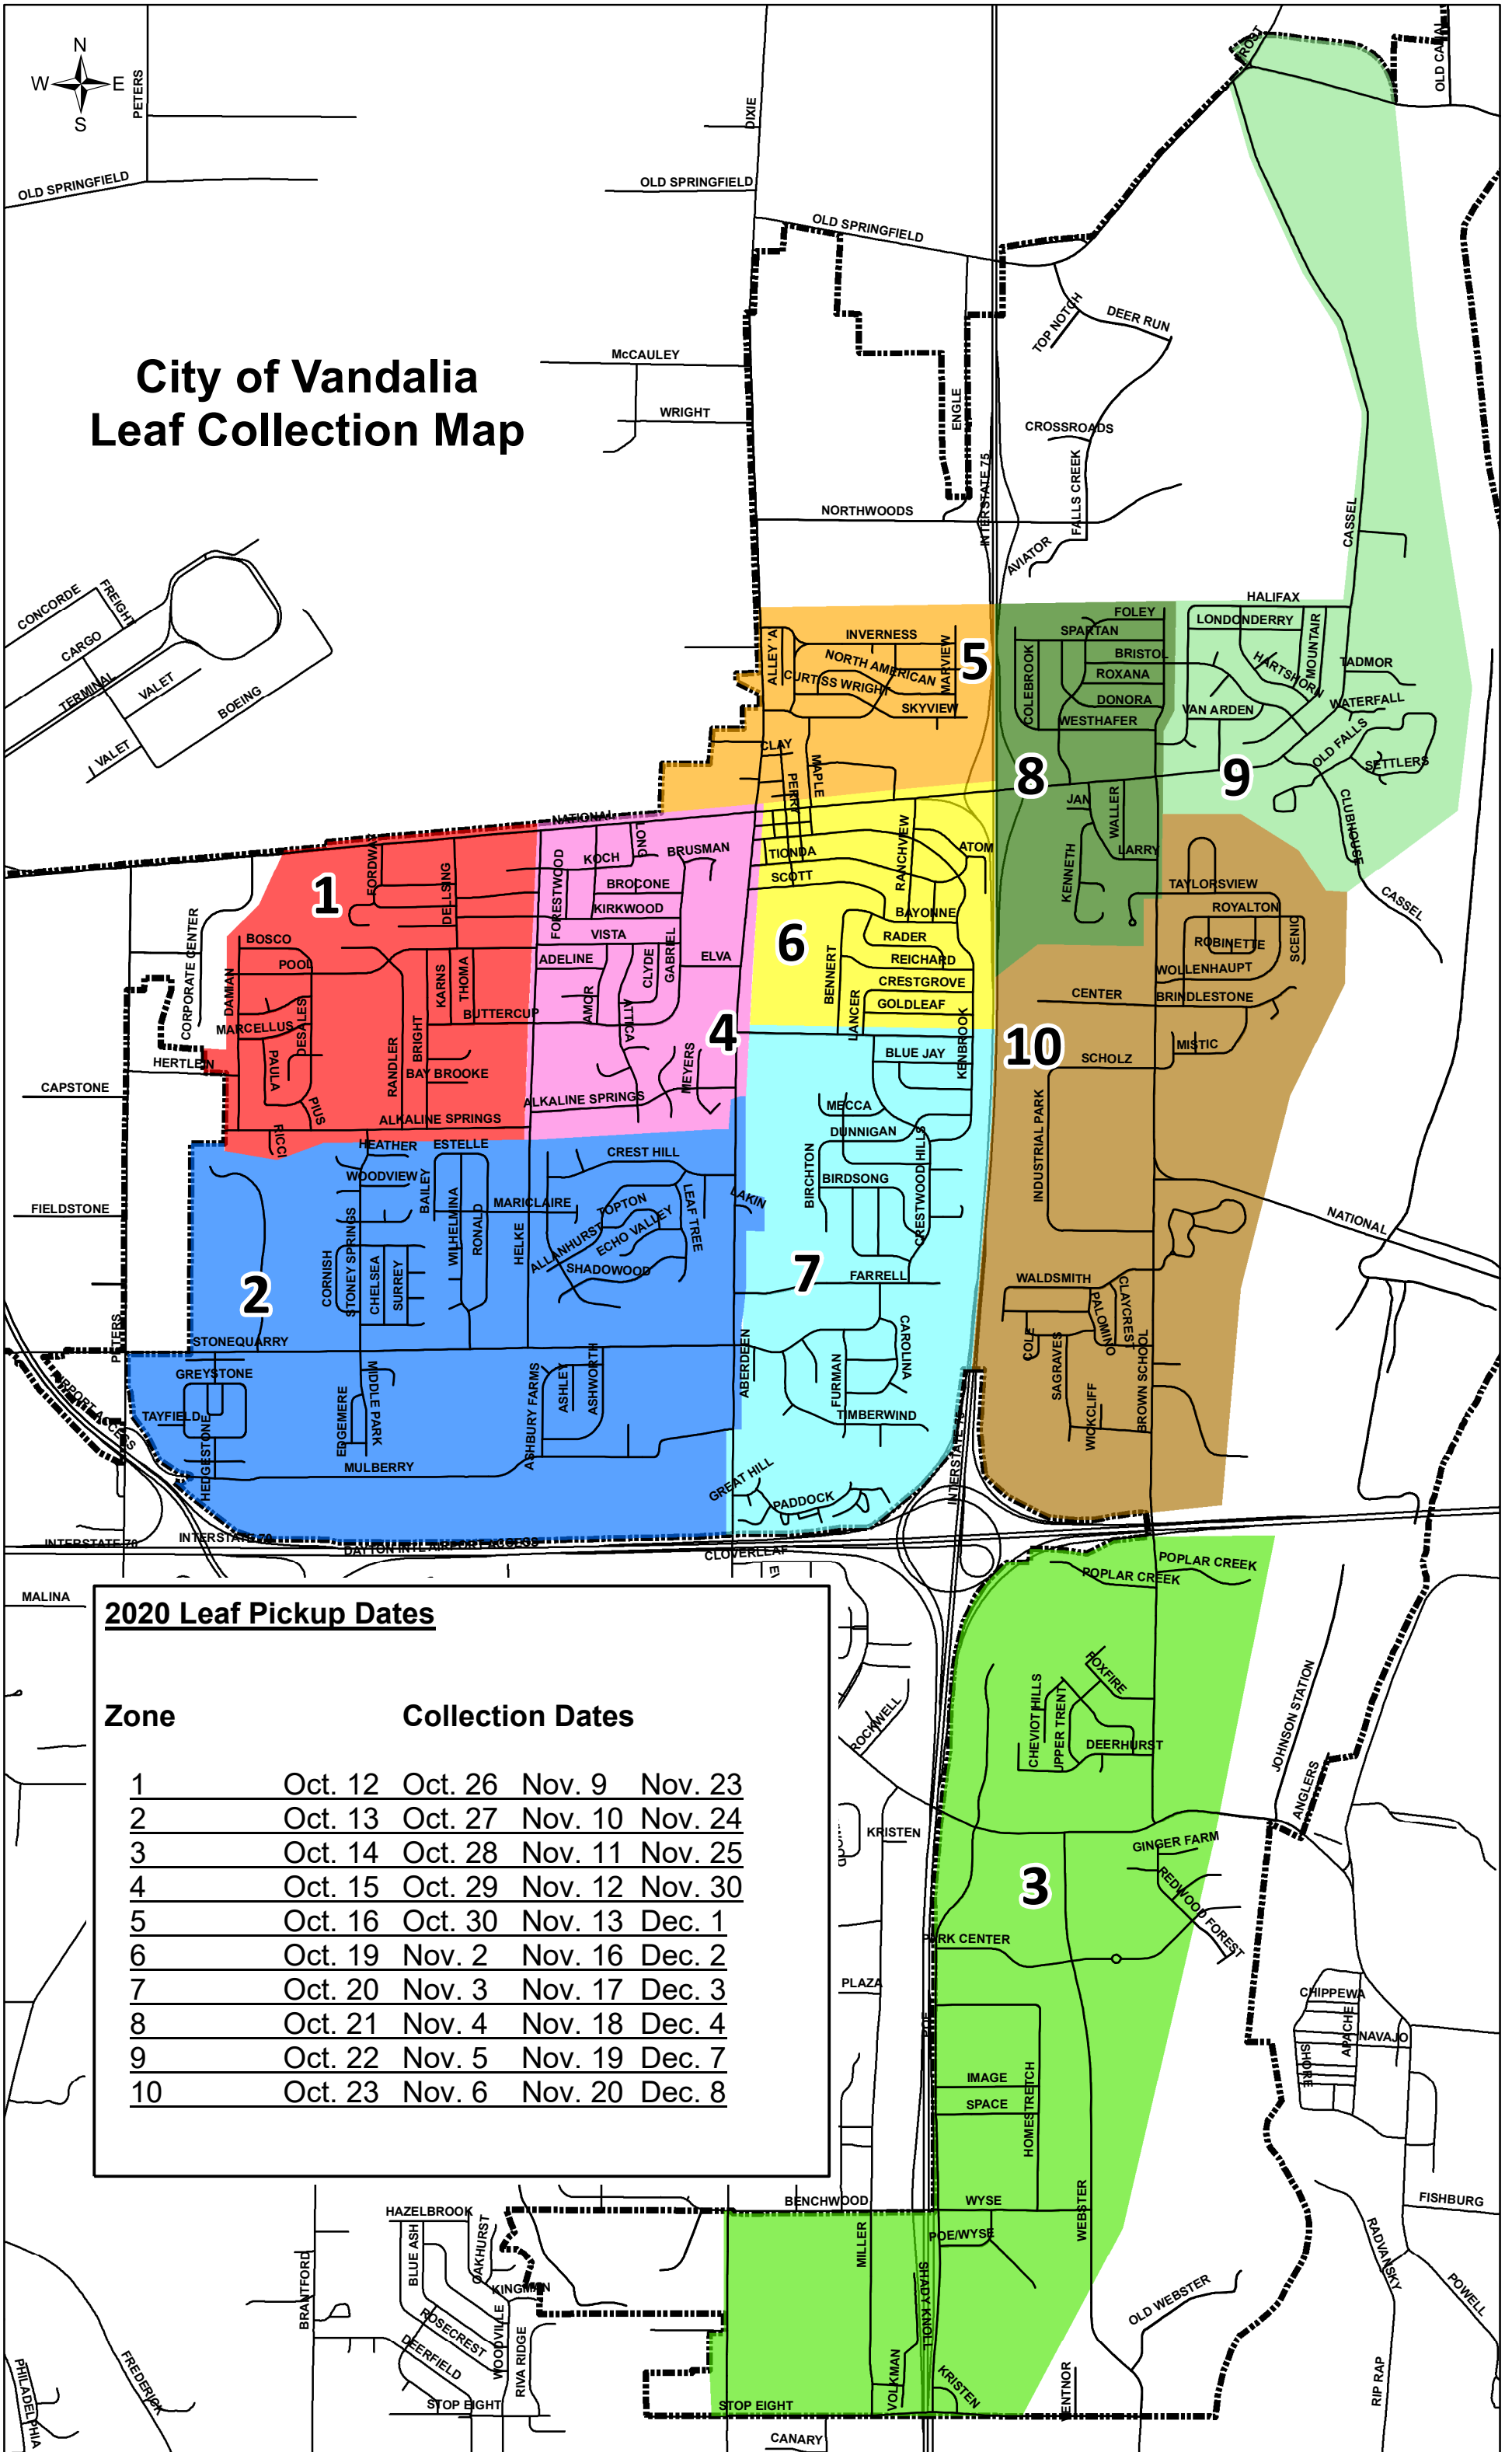 N
W E
S
PETERS
OLD SPRINGFIELD
DIXIE
OLD SPRINGFIELD
OLD SPRINGFIELD
OLD CANAL
TOP NOTCH
DEER RUN
City of Vandalia
Leaf Collection Map
McCAULEY
WRIGHT
ENGLE
CROSSROADS
INTERSTATE 75
FALLS CREEK
NORTHWOODS
AVIATOR
CASSEL
CONCORDE
FREIGHT
CARGO
TERMINAL
VALET
BOEING
VALET
ALLEY 'A'
INVERNESS
NORTH AMERICAN
CURTISS WRIGHT
MARVIEW
SKYVIEW
5
CLAY
PERRY
MAPLE
FOLEY
SPARTAN
BRISTOL
COLEBROOK
ROXANA
DONORA
WESTHAFER
8
JAN
WALLER
LARRY
KENNETH
HALIFAX
LONDONDERRY
HARTSHORN
MOUNTAIR
TADMOR
VAN ARDEN
WATERFALL
OLD FALLS
SETTLERS
9
CLUBHOUSE
CASSEL
NATIONAL
1
FORDWAY
DELLSING
BOSCO
POOL
CORPORATE CENTER
DAMIAN
KARNS
THOMA
DESALES
MARCELLUS
BUTTERCUP
HERTLEIN
PAULA
RANDLER
BRIGHT
BAY BROOKE
PIUS
ALKALINE SPRINGS
RICCI
CAPSTONE
FIELDSTONE
LONG
KOCH
BRUSMAN
FORESTWOOD
BROCONE
KIRKWOOD
VISTA
ADELINE
CLYDE
GABRIEL
ELVA
AMOR
ATTICA
4
MEYERS
ALKALINE SPRINGS
TIONDA
SCOTT
RANCHVIEW
ATOM
BAYONNE
6
RADER
REICHARD
BENNERT
CRESTGROVE
LANCER
GOLDLEAF
KENBROOK
BLUE JAY
MECCA
DUNNIGAN
BIRCHTON
BIRDSONG
CRESTWOOD HILLS
7
FARRELL
ABERDEEN
FURMAN
CAROLINA
TIMBERWIND
GREAT HILL
PADDOCK
TAYLORSVIEW
ROYALTON
ROBINETTE
SCENIC
WOLLENHAUPT
CENTER
BRINDLESTONE
10
SCHOLZ
MISTIC
INDUSTRIAL PARK
NATIONAL
WALDSMITH
CLAYCREST
PALOMINO
COLE
SAGRAVES
WICKCLIFF
BROWN SCHOOL
HEATHER
ESTELLE
WOODVIEW
BAILEY
CREST HILL
WILHELMINA
MARICLAIRE
RONALD
HELKE
TOPTON
ALLANHURST
ECHO VALLEY
LEAF TREE
LAKIN
SHADOWOOD
CORNISH
STONEY SPRINGS
CHELSEA
SURREY
2
STONEQUARRY
PETERS
GREYSTONE
TAYFIELD
HEDGESTONE
MIDDLE PARK
EDGEMERE
ASHBURY FARMS
ASHLEY
ASHWORTH
MULBERRY
AIRPORT ACCESS
INTERSTATE 70
INTERSTATE 70
DAYTON INTL AIRPORT ACCESS
CLOVERLEAF
INTERSTATE 75
MALINA
2020 Leaf Pickup Dates
Zone Collection Dates
1 Oct. 12 Oct. 26 Nov. 9 Nov. 23
2 Oct. 13 Oct. 27 Nov. 10 Nov. 24
3 Oct. 14 Oct. 28 Nov. 11 Nov. 25
4 Oct. 15 Oct. 29 Nov. 12 Nov. 30
5 Oct. 16 Oct. 30 Nov. 13 Dec. 1
6 Oct. 19 Nov. 2 Nov. 16 Dec. 2
7 Oct. 20 Nov. 3 Nov. 17 Dec. 3
8 Oct. 21 Nov. 4 Nov. 18 Dec. 4
9 Oct. 22 Nov. 5 Nov. 19 Dec. 7
10 Oct. 23 Nov. 6 Nov. 20 Dec. 8
POPLAR CREEK
POPLAR CREEK
FOXFIRE
CHEVIOT HILLS
UPPER TRENT
DEERHURST
ROCKWELL
JOHNSON STATION
ANGLERS
KRISTEN
GINGER FARM
REDWOOD FOREST
3
PARK CENTER
PLAZA
POE
IMAGE
SPACE
HOMESTRETCH
CHIPPEWA
APACHE
NAVAJO
SHORE
BENCHWOOD
WYSE
WEBSTER
POE/WYSE
MILLER
SHADY KNOLL
OLD WEBSTER
VOLKMAN
KRISTEN
STOP EIGHT
CANARY
FISHBURG
RADVANSKY
POWELL
RIP RAP
HAZELBROOK
BLUE ASH
OAKHURST
KINGMAN
BRANTFORD
ROSECREST
WOODVILLE
DEERFIELD
RIVA RIDGE
STOP EIGHT
FREDERICK
PHILADELPHIA